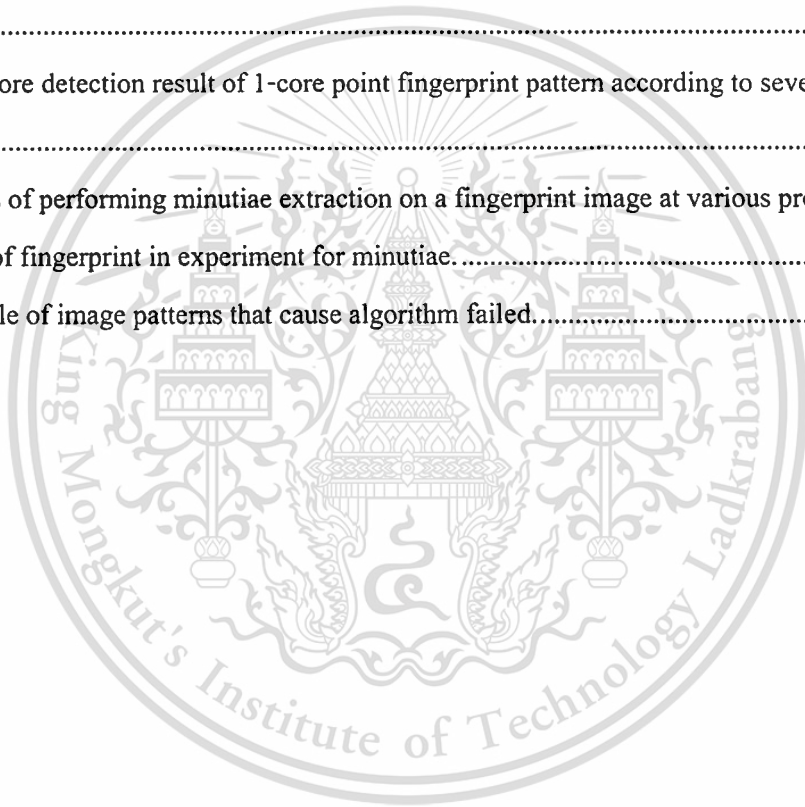 ................................................................
ore detection result of 1-core point fingerprint pattern according to seve
................................................................
of performing minutiae extraction on a fingerprint image at various pr
of fingerprint in experiment for minutiae................................
le of image patterns that cause algorithm failed................................
King Mongkut's Institute of Technology Ladkrabang